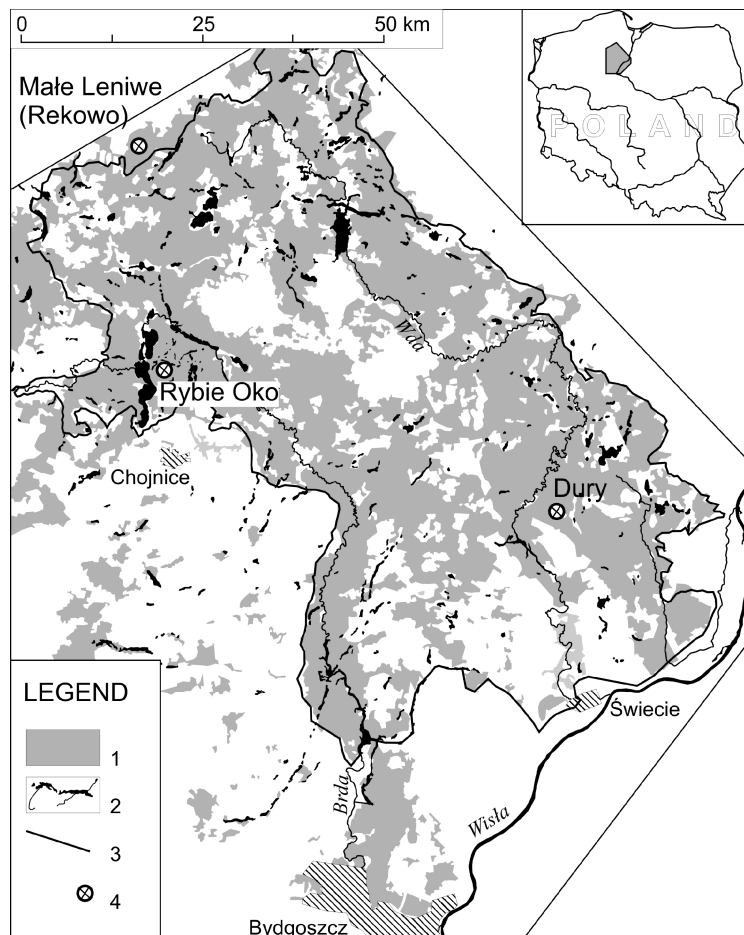 0 25 50 km
Małe Leniwe
(Rekowo)
POLAND
Wda
Rybie Oko
Chojnice
Dury
LEGEND
1
2
3
4
Świecie
Brda
Wisła
Bydgoszcz